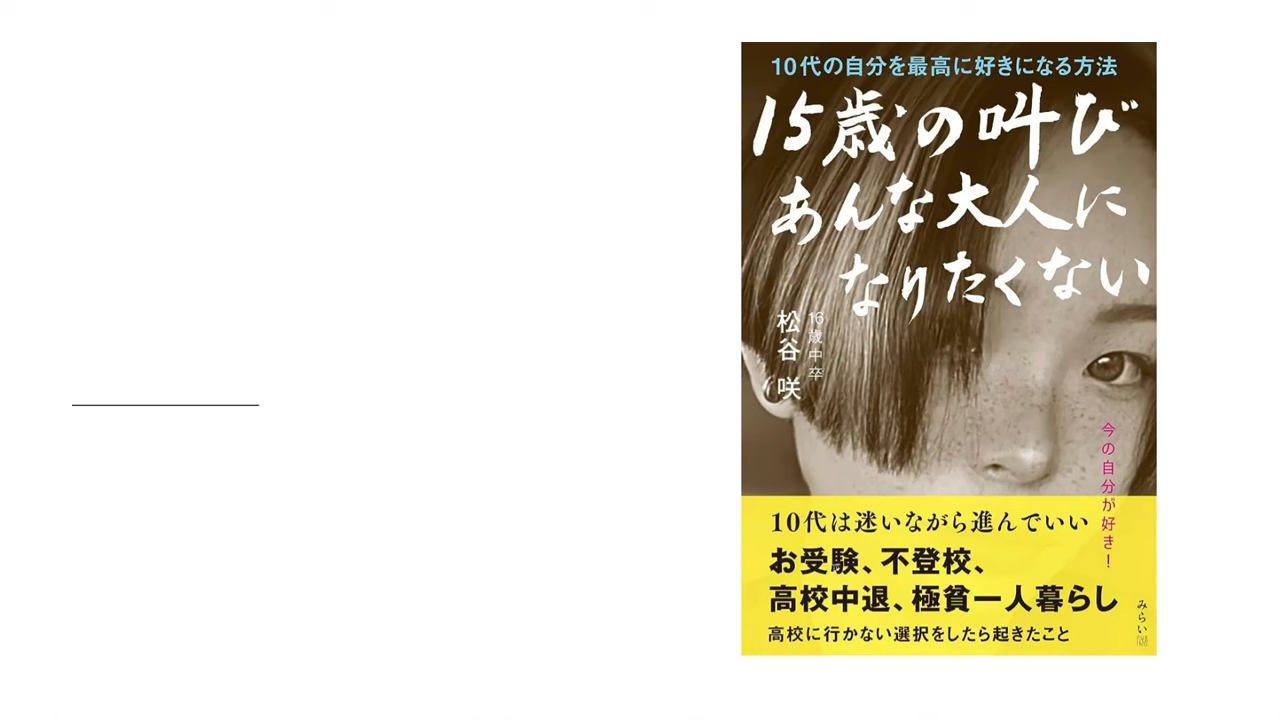 10代の自分を最高に好きになる方法
15歳の叫び
あんな大人に
なりたくない
16歳中卒
松谷 咲
今の自分が好き！
10代は迷いながら進んでいい
お受験、不登校、
高校中退、極貧一人暮らし
高校に行かない選択をしたら起きたこと
みらい